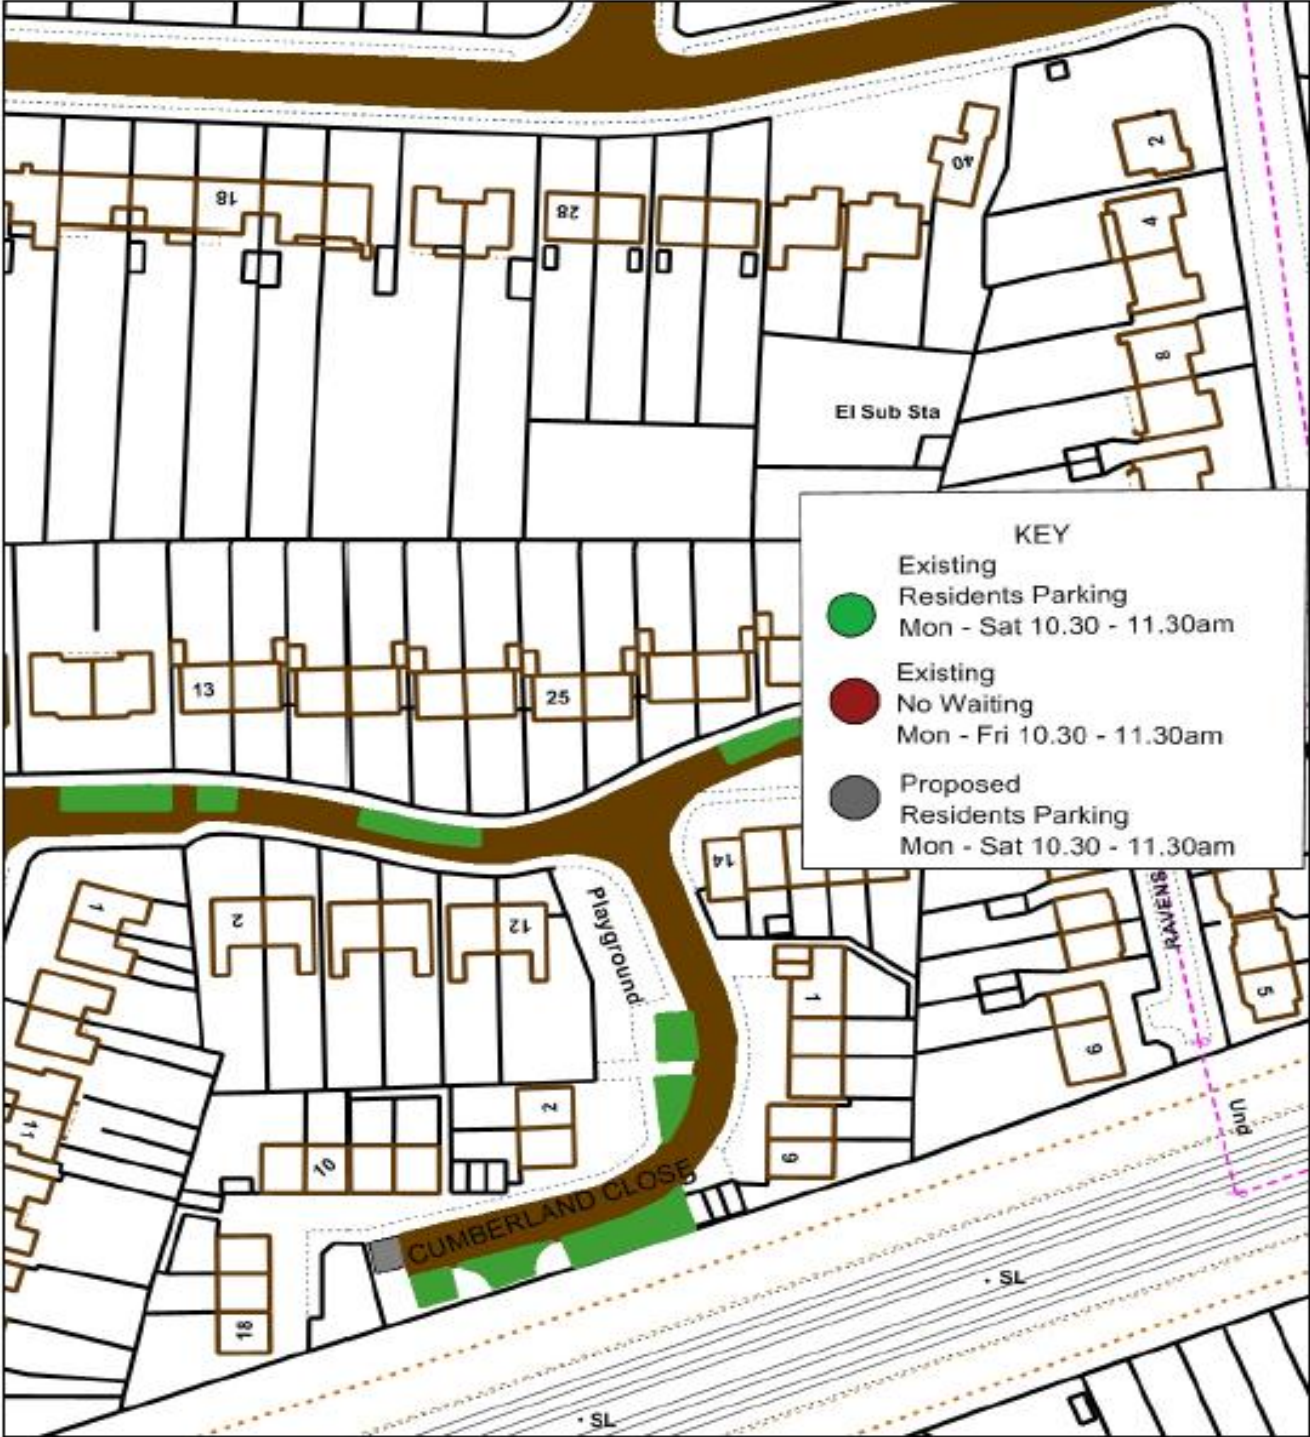 18
28
40
2
4
8
El Sub Sta
KEY
Existing
Residents Parking
Mon - Sat 10.30 - 11.30am
Existing
No Waiting
Mon - Fri 10.30 - 11.30am
Proposed
Residents Parking
Mon - Sat 10.30 - 11.30am
13
25
14
1
2
12
Playground
RAVENS
5
1
9
11
10
2
6
Und
CUMBERLAND CLOSE
18
SL
SL